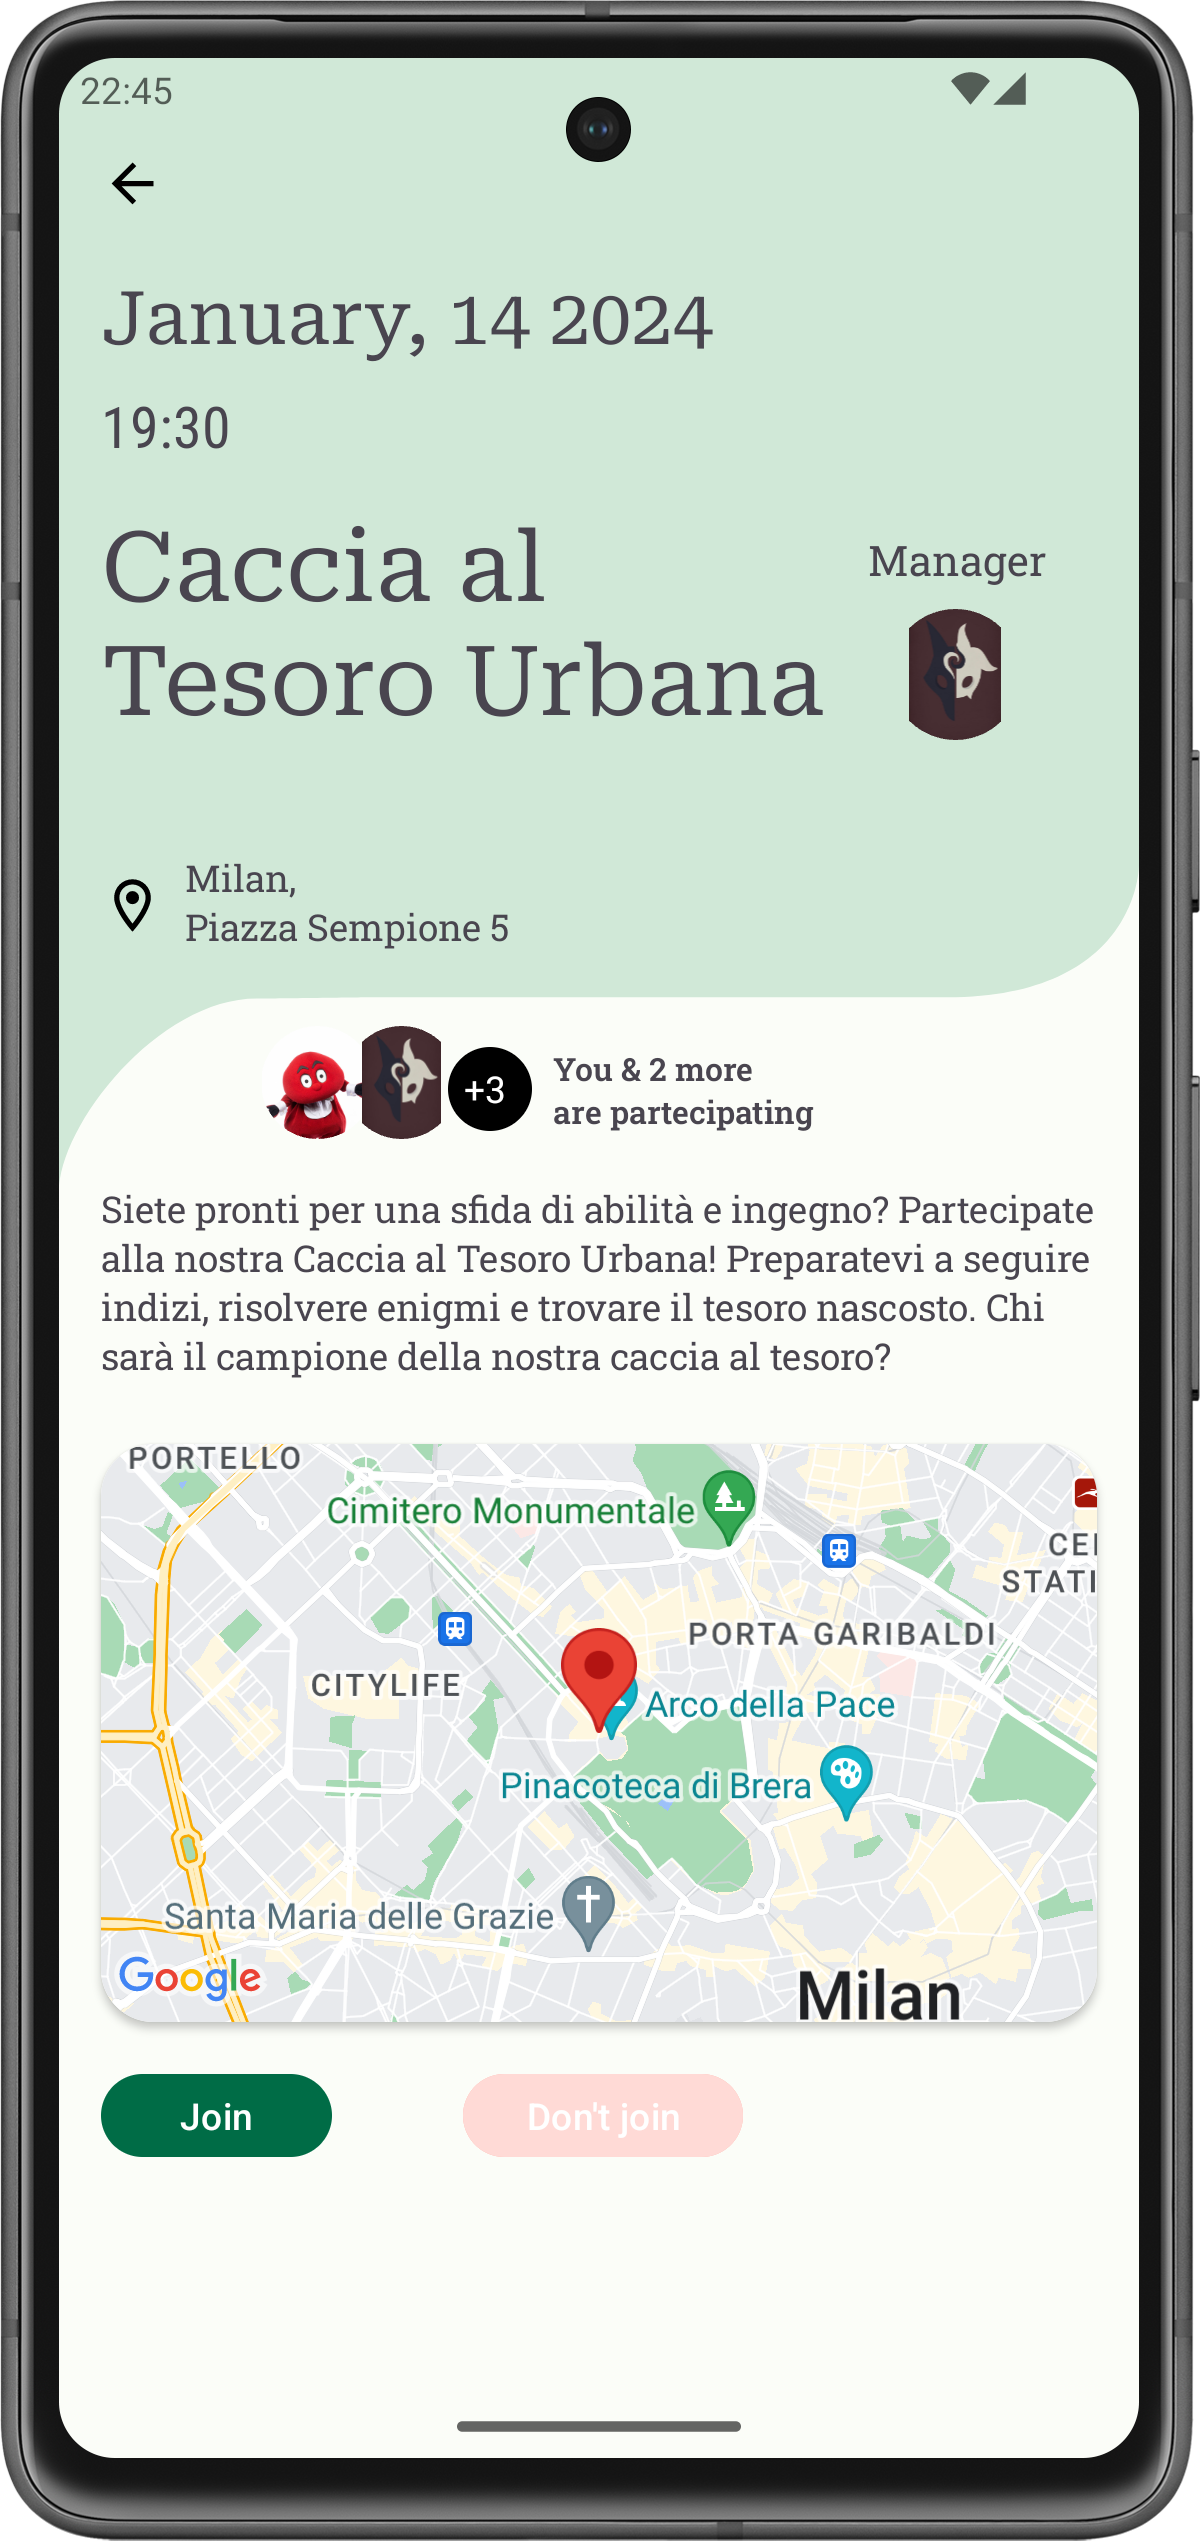 22:45
January, 14 2024
19:30
Caccia al
Tesoro Urbana
Manager
Milan,
Piazza Sempione 5
+3
You & 2 more
are partecipating
Siete pronti per una sfida di abilità e ingegno? Partecipate
alla nostra Caccia al Tesoro Urbana! Preparatevi a seguire
indizi, risolvere enigmi e trovare il tesoro nascosto. Chi
sarà il campione della nostra caccia al tesoro?
PORTELLO
Cimitero Monumentale
CEI
STATI
PORTA GARIBALDI
CITYLIFE
Arco della Pace
Pinacoteca di Brera
Santa Maria delle Grazie
Google
Milan
Join
Don't join